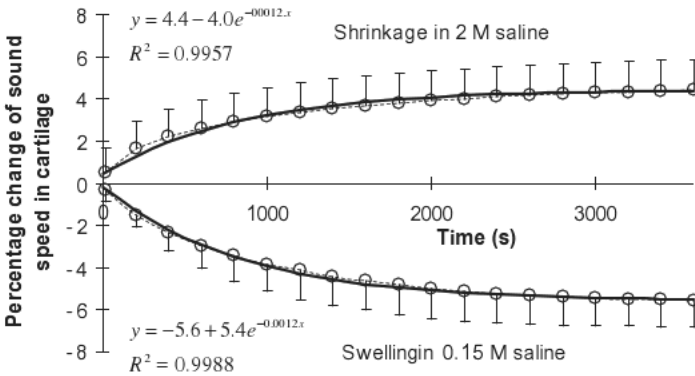 8
y = 4.4 – 4.0e^-00012.x
Shrinkage in 2 M saline
R² = 0.9957
6
4
2
0
0 1000 2000 3000
Time (s)
-2
-4
-6
-8
y = –5.6 + 5.4e^-0.0012x
R² = 0.9988
Swellingin 0.15 M saline
Percentage change of sound
speed in cartilage